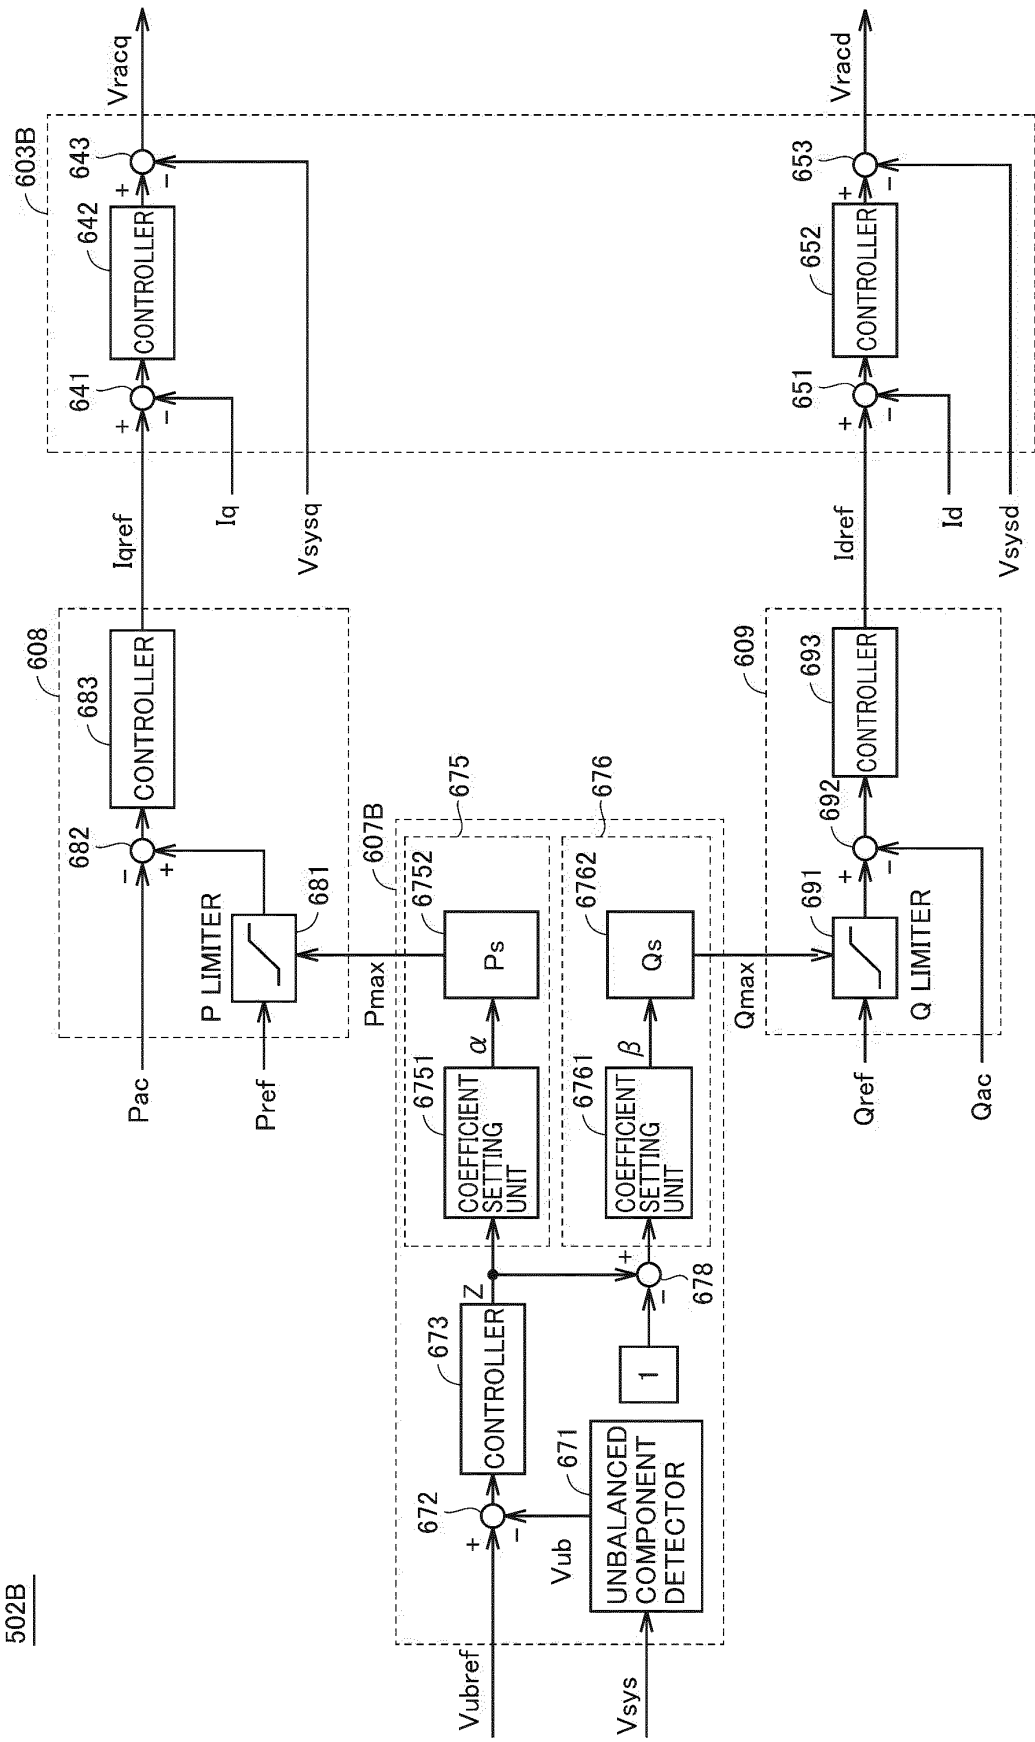 502B
603B
Vracq
643
+
−
642
CONTROLLER
641
+
−
Iqref
Iq
Vsysq
608
683
CONTROLLER
682
−
+
P LIMITER
681
Pac
Pref
Pmax
607B
675
6752
Ps
α
6751
COEFFICIENT
SETTING
UNIT
676
6762
Qs
β
6761
COEFFICIENT
SETTING
UNIT
Qmax
Z
673
CONTROLLER
+
−
678
1
672
+
−
Vub
671
UNBALANCED
COMPONENT
DETECTOR
Vubref
Vsys
609
693
CONTROLLER
692
+
−
691
Q LIMITER
Qref
Qac
Vracd
653
+
−
652
CONTROLLER
651
+
−
Idref
Id
Vsysd